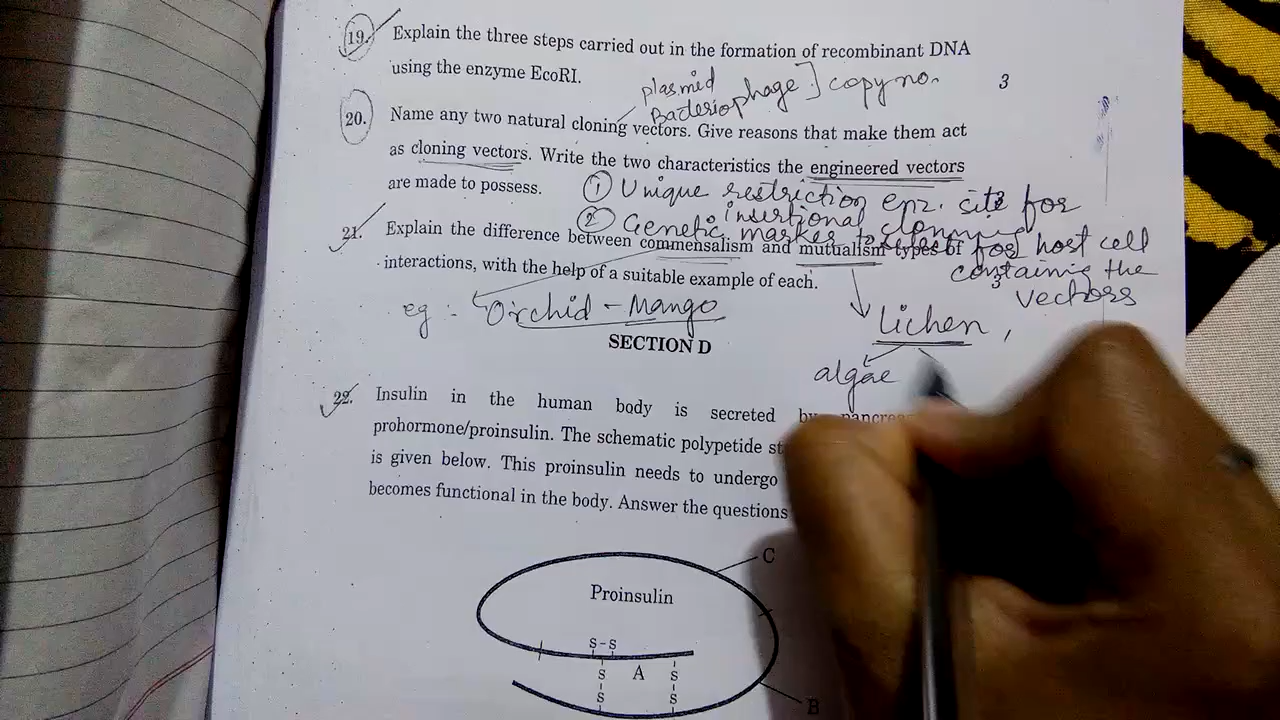 19. Explain the three steps carried out in the formation of recombinant DNA
using the enzyme EcoRI.
3
plasmid
Bacteriophage ] copy no.
20. Name any two natural cloning vectors. Give reasons that make them act
as cloning vectors. Write the two characteristics the engineered vectors
are made to possess.
① Unique restriction enz. site for
insertional
② Genetic marker for host cell
containing the
vectors
21. Explain the difference between commensalism and mutualism types of
interactions, with the help of a suitable example of each.
3
eg :- Orchid - Mango
Lichen,
algae
SECTION D
22. Insulin in the human body is secreted by
prohormone/proinsulin. The schematic polypetide
is given below. This proinsulin needs to undergo
becomes functional in the body. Answer the questions
C
Proinsulin
S-S
S A S
S S
B